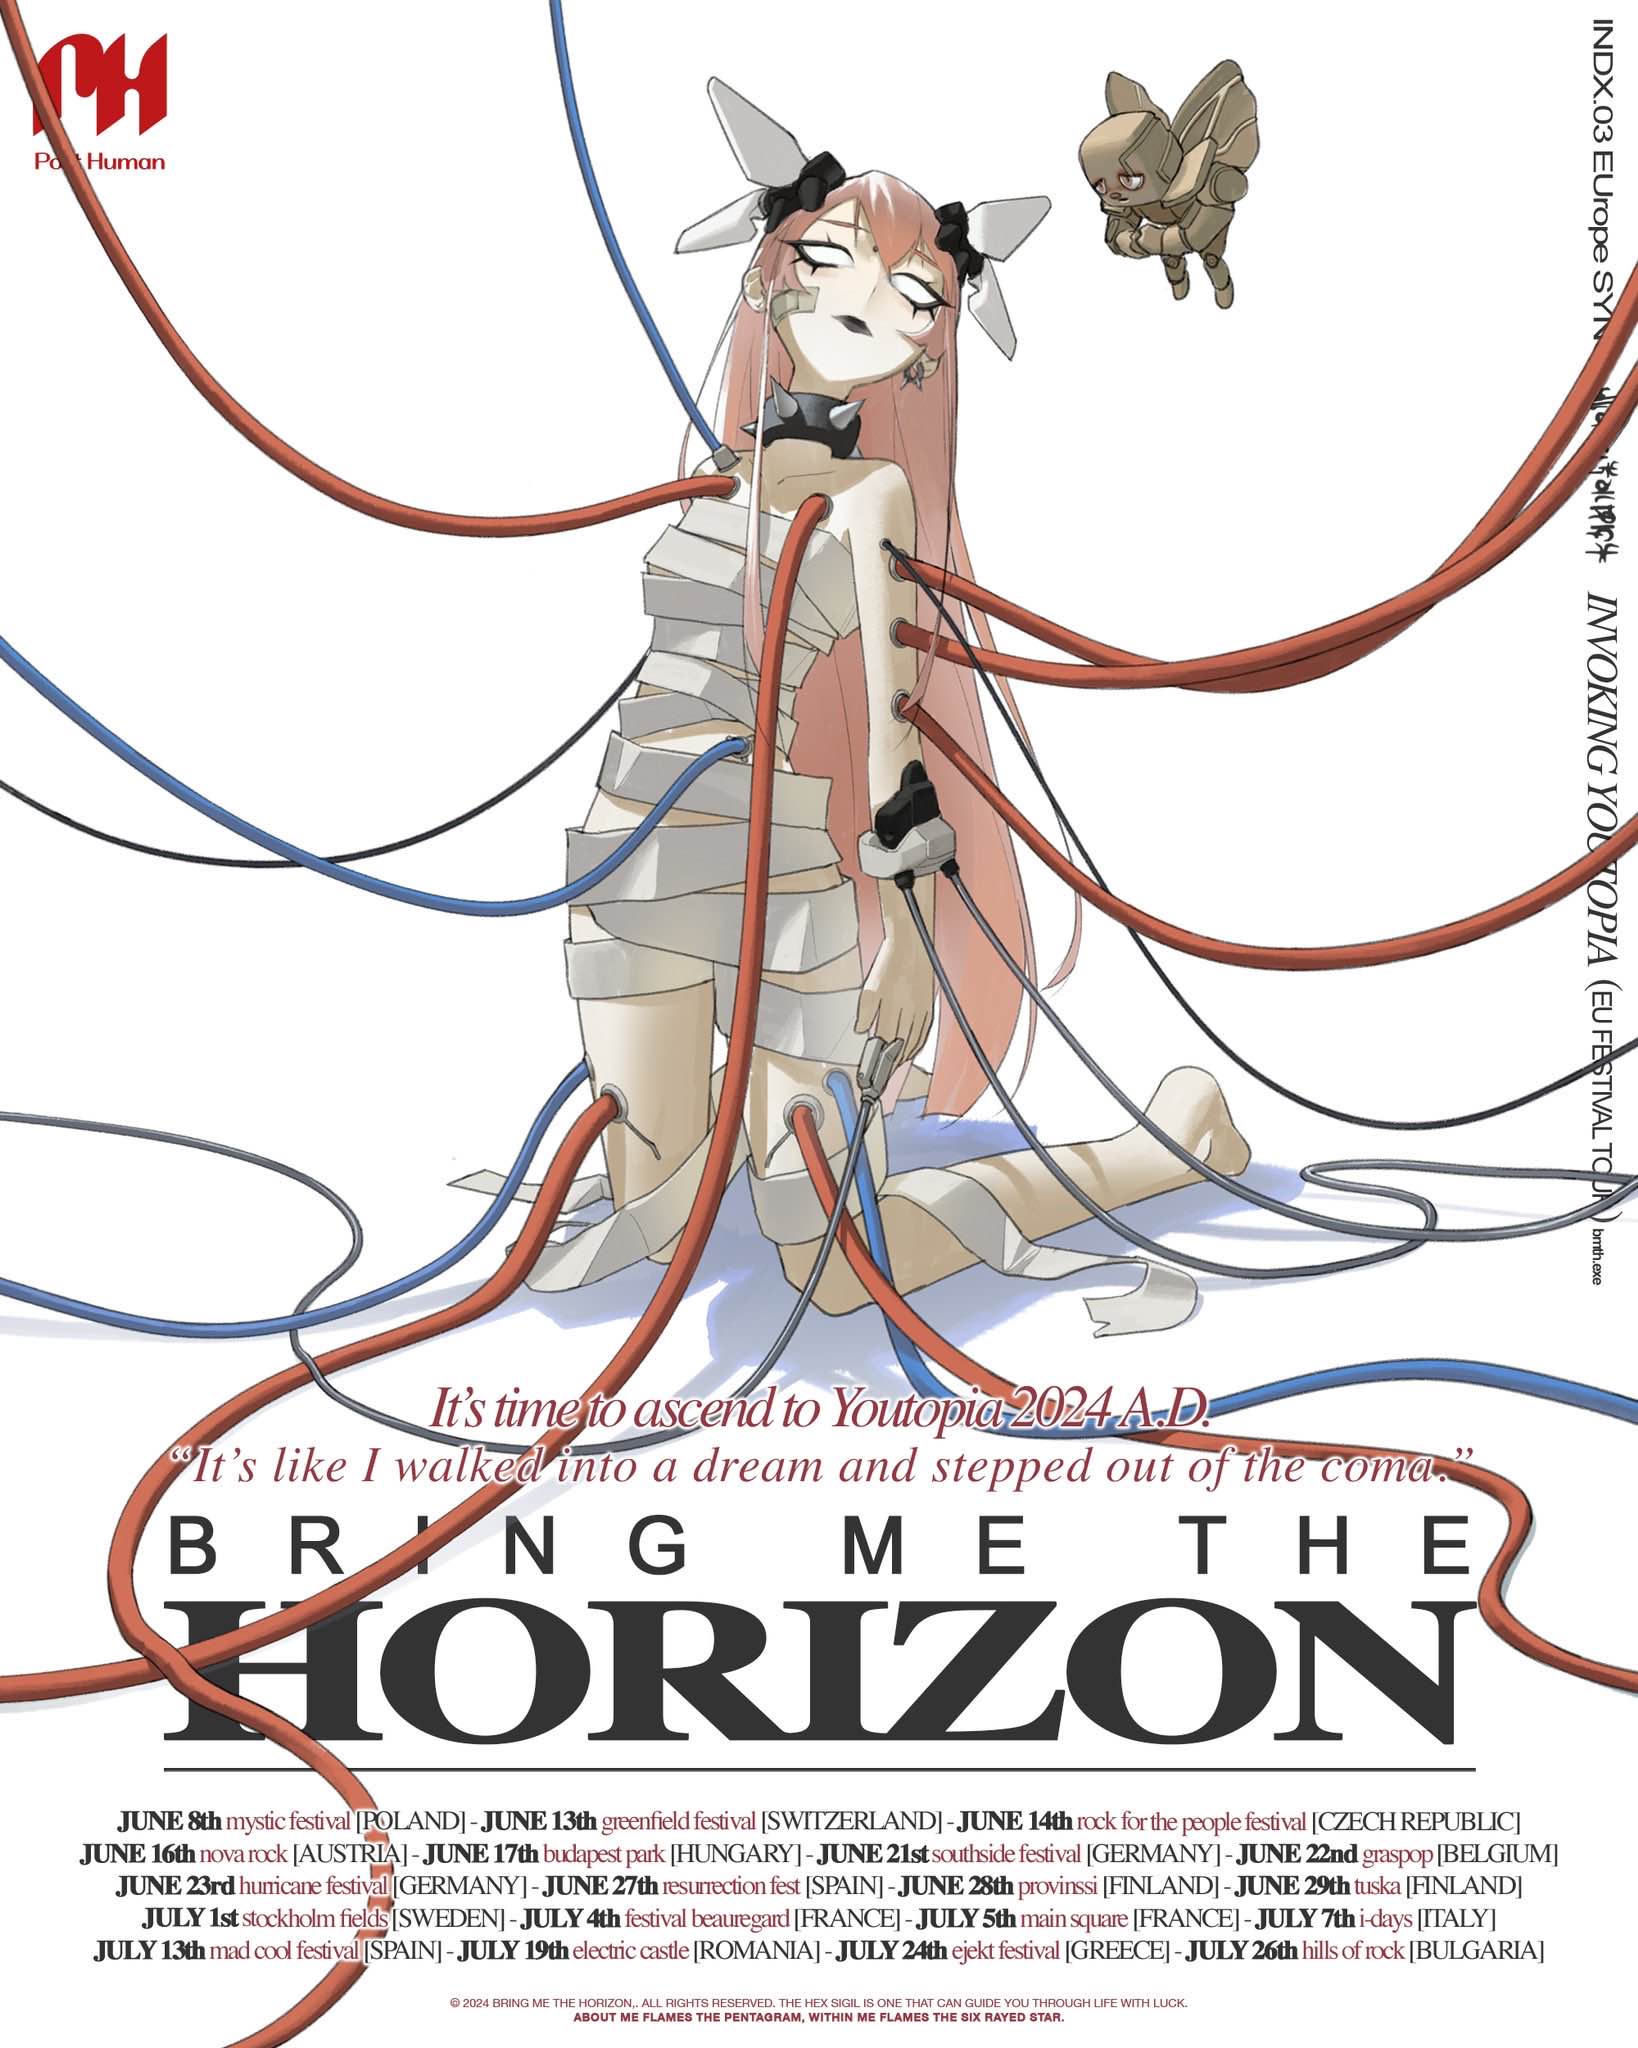 Post Human
INDX.03 EUrope SYN
INVOKING YOUTOPIA (EU FESTIVAL TOUR) bmth.exe
It's time to ascend to Youtopia 2024 A.D.
“It’s like I walked into a dream and stepped out of the coma.”
BRING ME THE
HORIZON
JUNE 8th mystic festival [POLAND] - JUNE 13th greenfield festival [SWITZERLAND] - JUNE 14th rock for the people festival [CZECH REPUBLIC]
JUNE 16th nova rock [AUSTRIA] - JUNE 17th budapest park [HUNGARY] - JUNE 21st southside festival [GERMANY] - JUNE 22nd graspop [BELGIUM]
JUNE 23rd hurricane festival [GERMANY] - JUNE 27th resurrection fest [SPAIN] - JUNE 28th provinssi [FINLAND] - JUNE 29th tuska [FINLAND]
JULY 1st stockholm fields [SWEDEN] - JULY 4th festival beauregard [FRANCE] - JULY 5th main square [FRANCE] - JULY 7th i-days [ITALY]
JULY 13th mad cool festival [SPAIN] - JULY 19th electric castle [ROMANIA] - JULY 24th ejekt festival [GREECE] - JULY 26th hills of rock [BULGARIA]
© 2024 BRING ME THE HORIZON,. ALL RIGHTS RESERVED. THE HEX SIGIL IS ONE THAT CAN GUIDE YOU THROUGH LIFE WITH LUCK.
ABOUT ME FLAMES THE PENTAGRAM, WITHIN ME FLAMES THE SIX RAYED STAR.